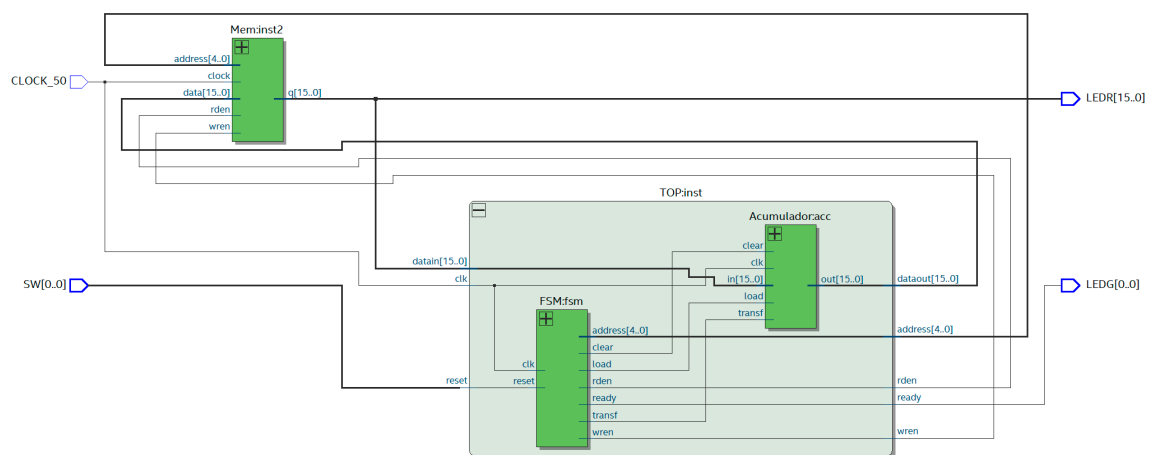 Mem:inst2
address[4..0]
CLOCK_50
clock
data[15..0]
q[15..0]
LEDR[15..0]
rden
wren
TOP:inst
Acumulador:acc
clear
datain[15..0]
clk
clk
in[15..0]
out[15..0]
dataout[15..0]
SW[0..0]
LEDG[0..0]
load
FSM:fsm
transf
address[4..0]
address[4..0]
clear
clk
load
reset
reset
rden
rden
ready
ready
transf
wren
wren